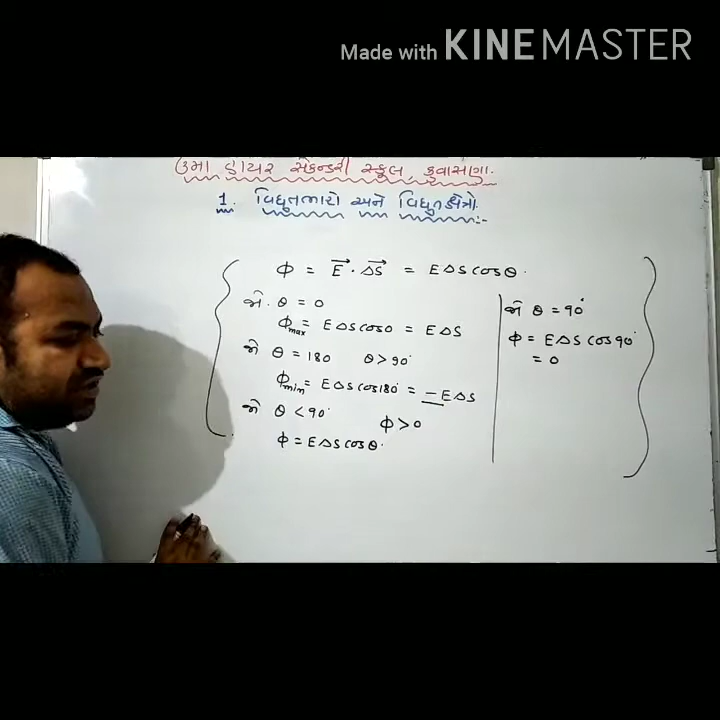 Made with KINEMASTER
ઉમા હાયર સેકન્ડરી સ્કૂલ, કુવાસણા.
1. વિદ્યુતભારો અને વિદ્યુતક્ષેત્રો:-
ϕ = E⃗ · ΔS⃗ = EΔS cosθ.
જો. θ = 0
ϕmax = EΔS cos0 = EΔS
જો θ = 180 θ > 90°
ϕmin = EΔS cos180° = -EΔS
જો θ < 90° ϕ > 0
ϕ = EΔS cosθ.
જો θ = 90°
ϕ = EΔS cos90°
= 0